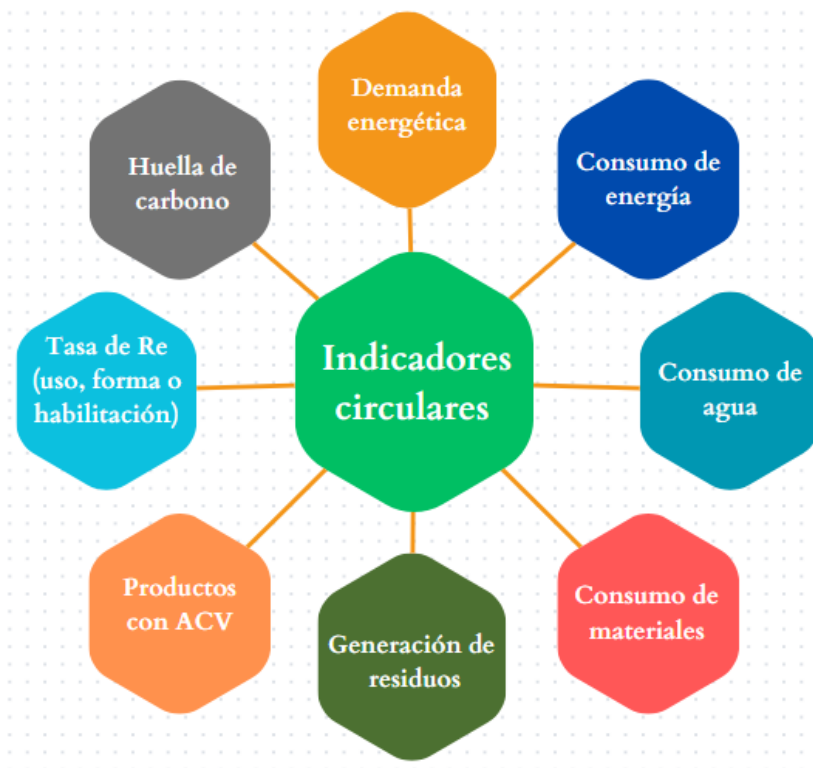 Demanda
energética
Consumo de
energía
Huella de
carbono
Indicadores
circulares
Tasa de Re
(uso, forma o
habilitación)
Consumo de
agua
Productos
con ACV
Consumo de
materiales
Generación de
residuos